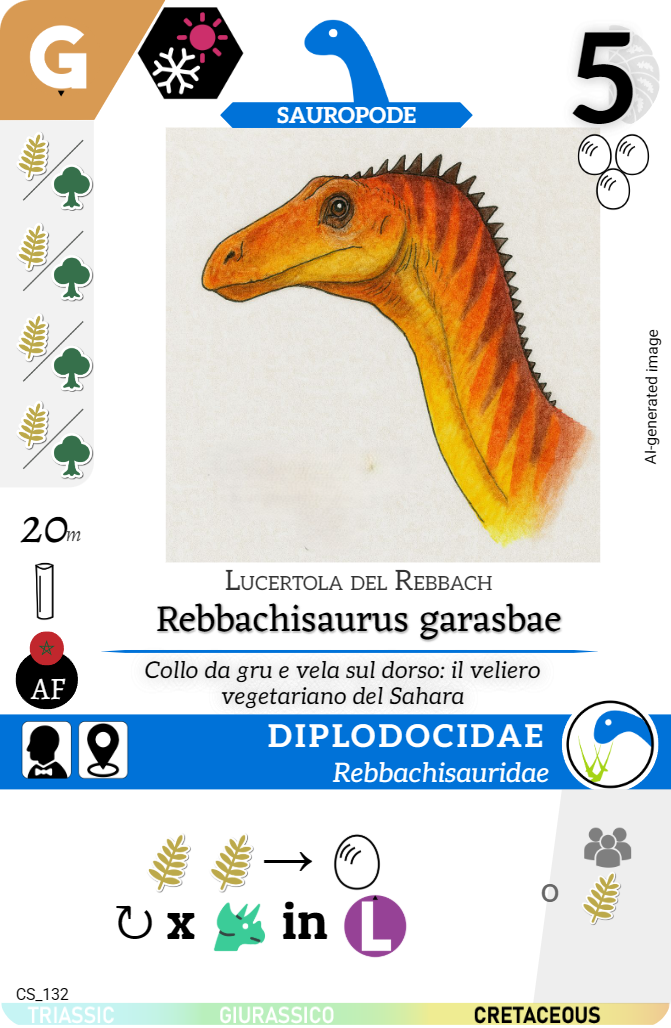 G
SAUROPODE
5
AI-generated image
20m
AF
Lucertola del Rebbach
Rebbachisaurus garasbae
Collo da gru e vela sul dorso: il veliero
vegetariano del Sahara
DIPLODOCIDAE
Rebbachisauridae
x in L
o
CS_132
TRIASSIC GIURASSICO CRETACEOUS